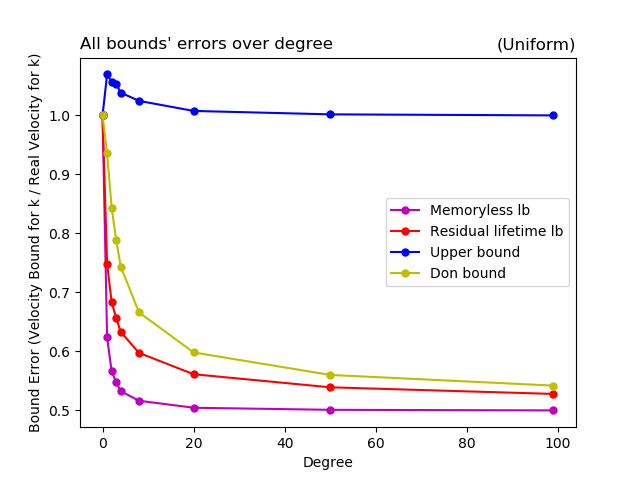 All bounds' errors over degree (Uniform)
Bound Error (Velocity Bound for k / Real Velocity for k)
1.0
0.9
0.8
0.7
0.6
0.5
Memoryless lb
Residual lifetime lb
Upper bound
Don bound
0 20 40 60 80 100
Degree